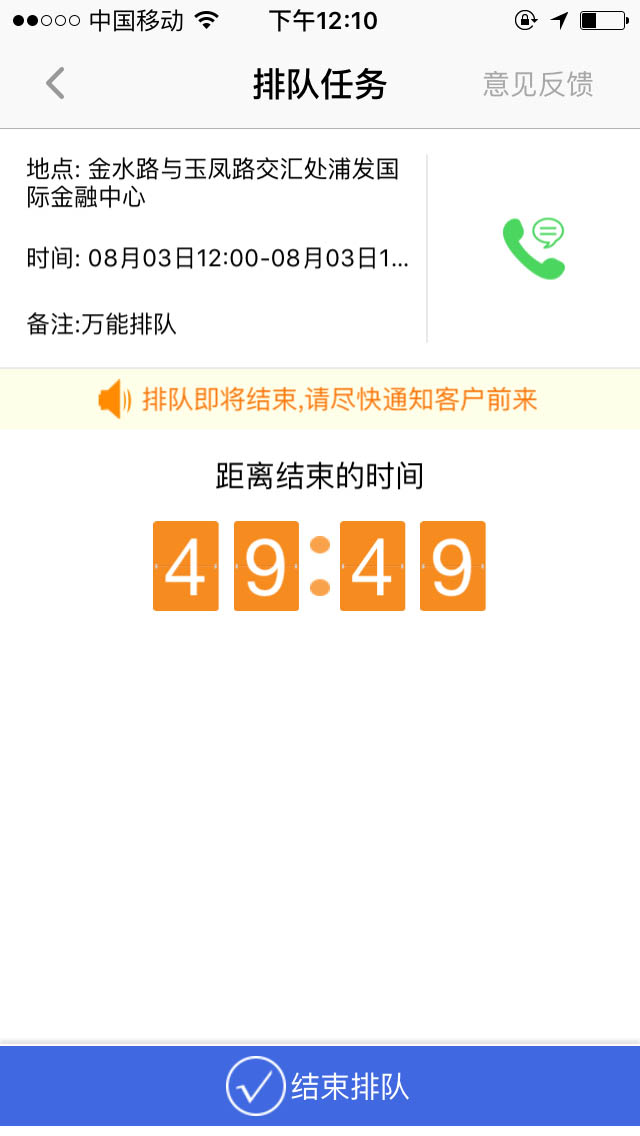 中国移动 下午12:10
排队任务 意见反馈
地点: 金水路与玉凤路交汇处浦发国
际金融中心
时间: 08月03日12:00-08月03日1...
备注:万能排队
排队即将结束,请尽快通知客户前来
距离结束的时间
49:49
结束排队